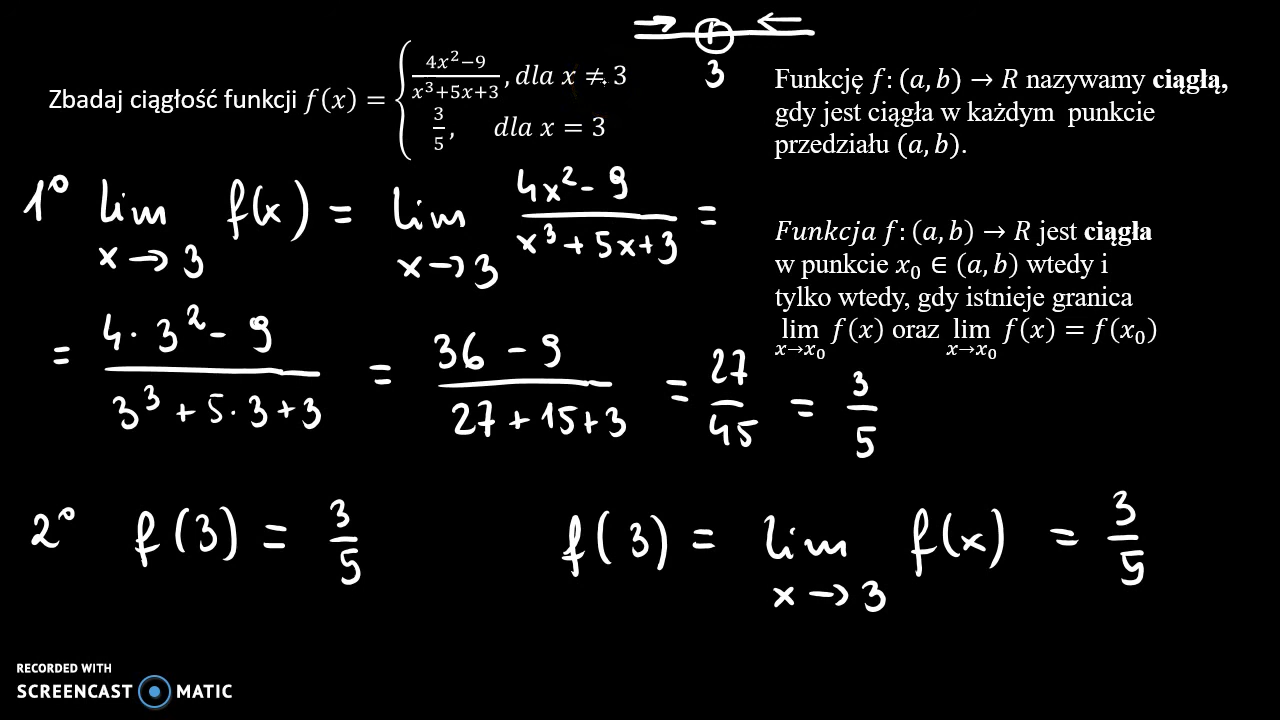 3
Zbadaj ciągłość funkcji f(x) = { (4x²−9)/(x³+5x+3), dla x ≠ 3
3/5, dla x = 3
Funkcję f: (a, b) → R nazywamy ciągłą,
gdy jest ciągła w każdym punkcie
przedziału (a, b).
1° lim x→3 f(x) = lim x→3 (4x² - 9)/(x³ + 5x + 3) =
= (4 · 3² - 9)/(3³ + 5 · 3 + 3) = (36 - 9)/(27 + 15 + 3) = 27/45 = 3/5
Funkcja f: (a, b) → R jest ciągła
w punkcie x₀ ∈ (a, b) wtedy i
tylko wtedy, gdy istnieje granica
lim x→x₀ f(x) oraz lim x→x₀ f(x) = f(x₀)
2° f(3) = 3/5 f(3) = lim x→3 f(x) = 3/5
RECORDED WITH
SCREENCAST MATIC